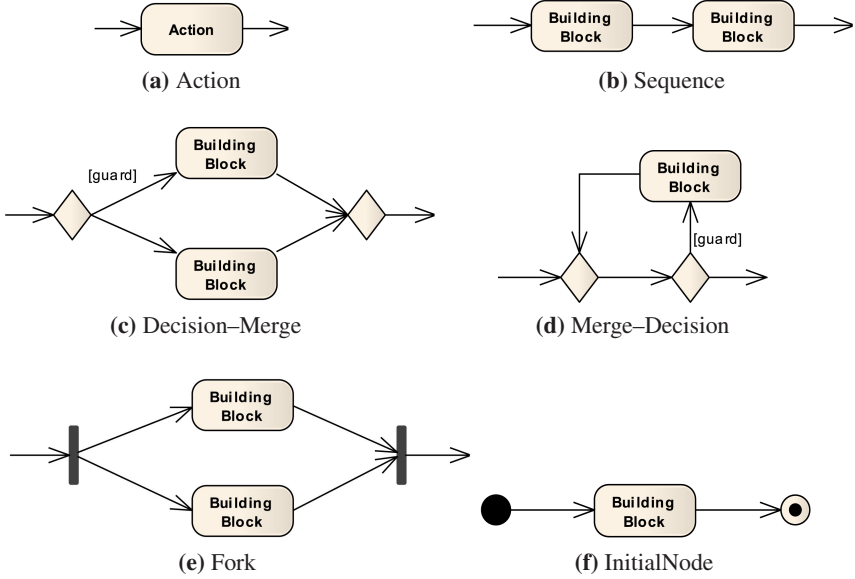 Action
(a) Action
Building
Block
Building
Block
(b) Sequence
[guard]
Building
Block
Building
Block
(c) Decision–Merge
Building
Block
[guard]
(d) Merge–Decision
Building
Block
Building
Block
(e) Fork
Building
Block
(f) InitialNode